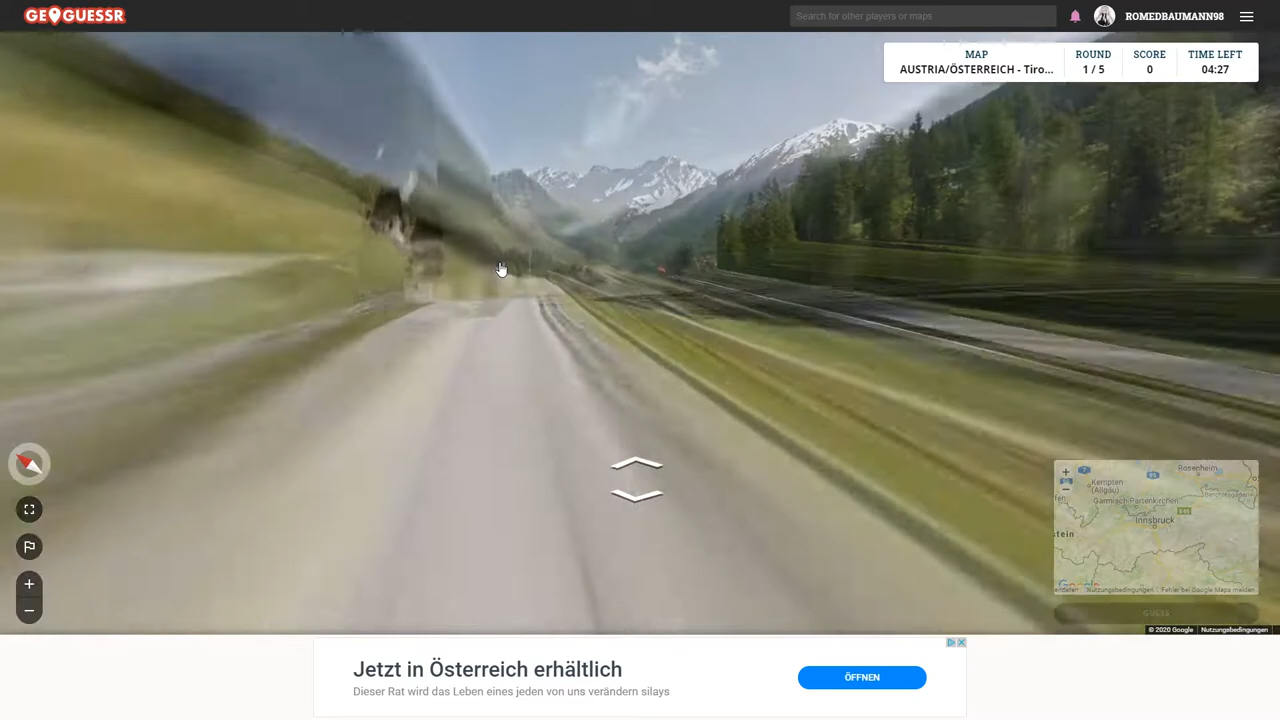 GEOGUESSR
Search for other players or maps
ROMEDBAUMANN98
MAP
AUSTRIA/ÖSTERREICH - Tiro...
ROUND
1 / 5
SCORE
0
TIME LEFT
04:27
Rosenheim
Kempten
(Allgäu)
Garmisch-Partenkirchen
Innsbruck
Google
Nutzungsbedingungen
Fehler bei Google Maps melden
GUESS
© 2020 Google
Nutzungsbedingungen
Jetzt in Österreich erhältlich
Dieser Rat wird das Leben eines jeden von uns verändern silays
ÖFFNEN